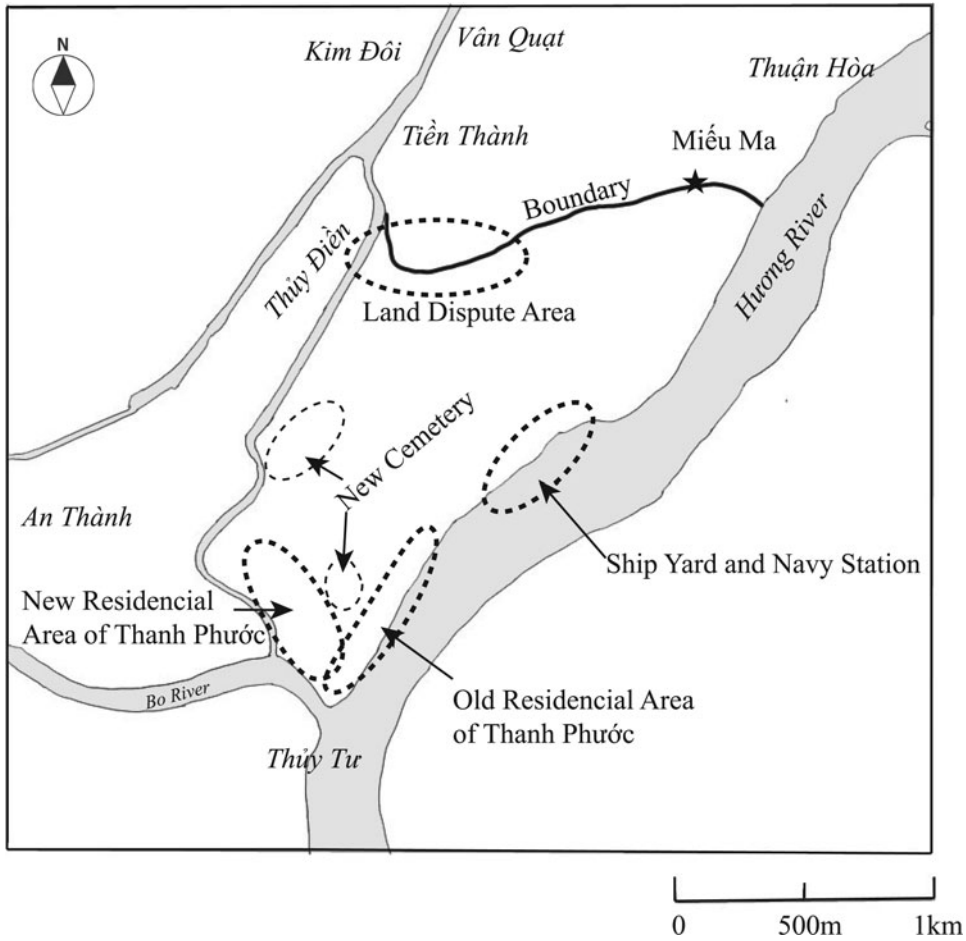 N
Kim Đôi
Vân Quạt
Thuận Hòa
Tiền Thành
Miếu Ma
Boundary
Thủy Điền
Hương River
Land Dispute Area
New Cemetery
An Thành
Ship Yard and Navy Station
New Residencial
Area of Thanh Phước
Bo River
Old Residencial Area
of Thanh Phước
Thủy Tư
0 500m 1km